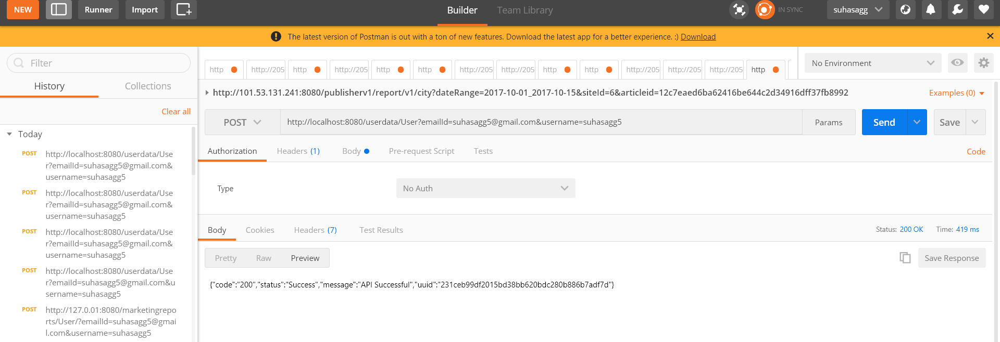 NEW Runner Import Builder Team Library IN SYNC suhasagg
The latest version of Postman is out with a ton of new features. Download the latest app for a better experience. :) Download
Filter
History Collections
Clear all
Today
POST http://localhost:8080/userdata/Use
r?emailId=suhasagg5@gmail.com&
username=suhasagg5
POST http://localhost:8080/userdata/Use
r?emailId=suhasagg5@gmail.com&
username=suhasagg5
POST http://localhost:8080/userdata/Use
r?emailId=suhasagg5@gmail.com&
username=suhasagg5
POST http://localhost:8080/userdata/Use
r?emaild=suhasagg5@gmail.com&u
sername=suhasagg5
POST http://127.0.01:8080/marketingrepo
rts/User/?emailId=suhasagg5@gmai
l.com&username=suhasagg5
http http://205 http http://205 http http http://205 http://205 http http http://205 http://205 http://205 http
No Environment
http://101.53.131.241:8080/publisherv1/report/v1/city?dateRange=2017-10-01_2017-10-15&siteId=6&articleid=12c7eaed6ba62416be644c2d34916dff37fb8992
Examples (0)
POST http://localhost:8080/userdata/User?emailId=suhasagg5@gmail.com&username=suhasagg5 Params Send Save
Authorization Headers (1) Body Pre-request Script Tests Code
Type No Auth
Body Cookies Headers (7) Test Results Status: 200 OK Time: 419 ms
Pretty Raw Preview Save Response
{"code":"200","status":"Success","message":"API Successful","uuid":"231ceb99df2015bd38bb620bdc280b886b7adf7d"}